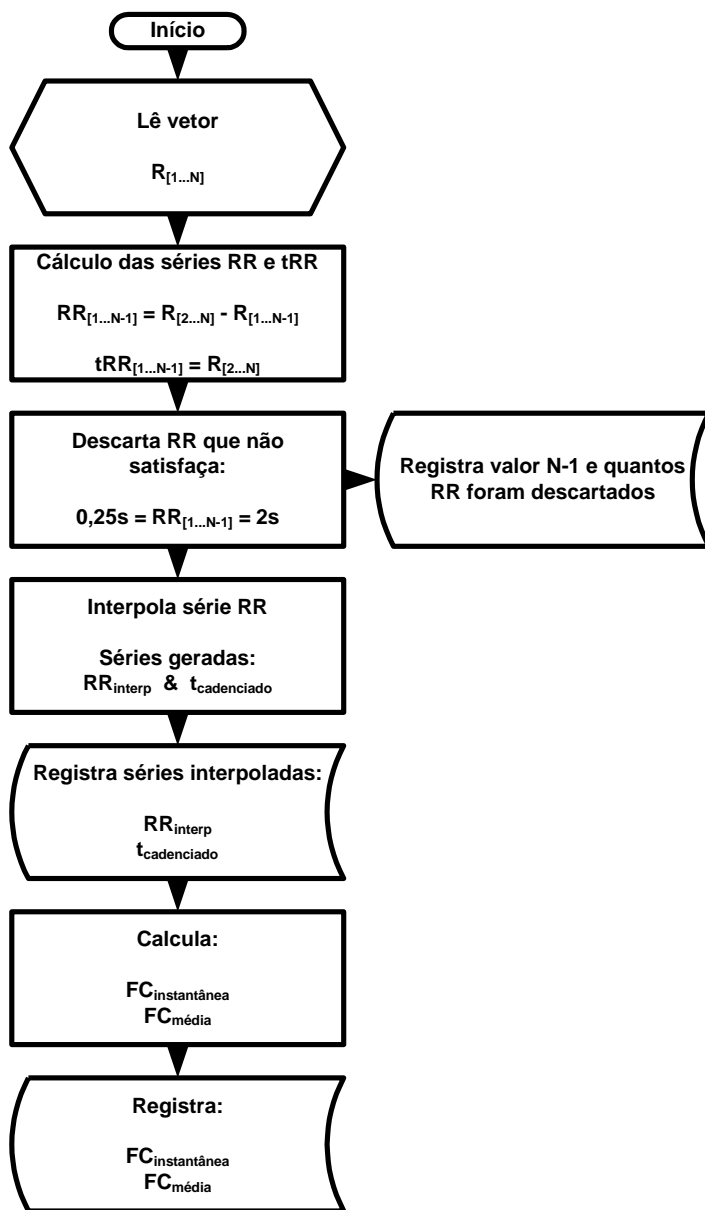 Início
Lê vetor
R[1...N]
Cálculo das séries RR e tRR
RR[1...N-1] = R[2...N] - R[1...N-1]
tRR[1...N-1] = R[2...N]
Descarta RR que não
satisfaça:
0,25s = RR[1...N-1] = 2s
Registra valor N-1 e quantos
RR foram descartados
Interpola série RR
Séries geradas:
RRinterp & tcadenciado
Registra séries interpoladas:
RRinterp
tcadenciado
Calcula:
FCinstantânea
FCmédia
Registra:
FCinstantânea
FCmédia